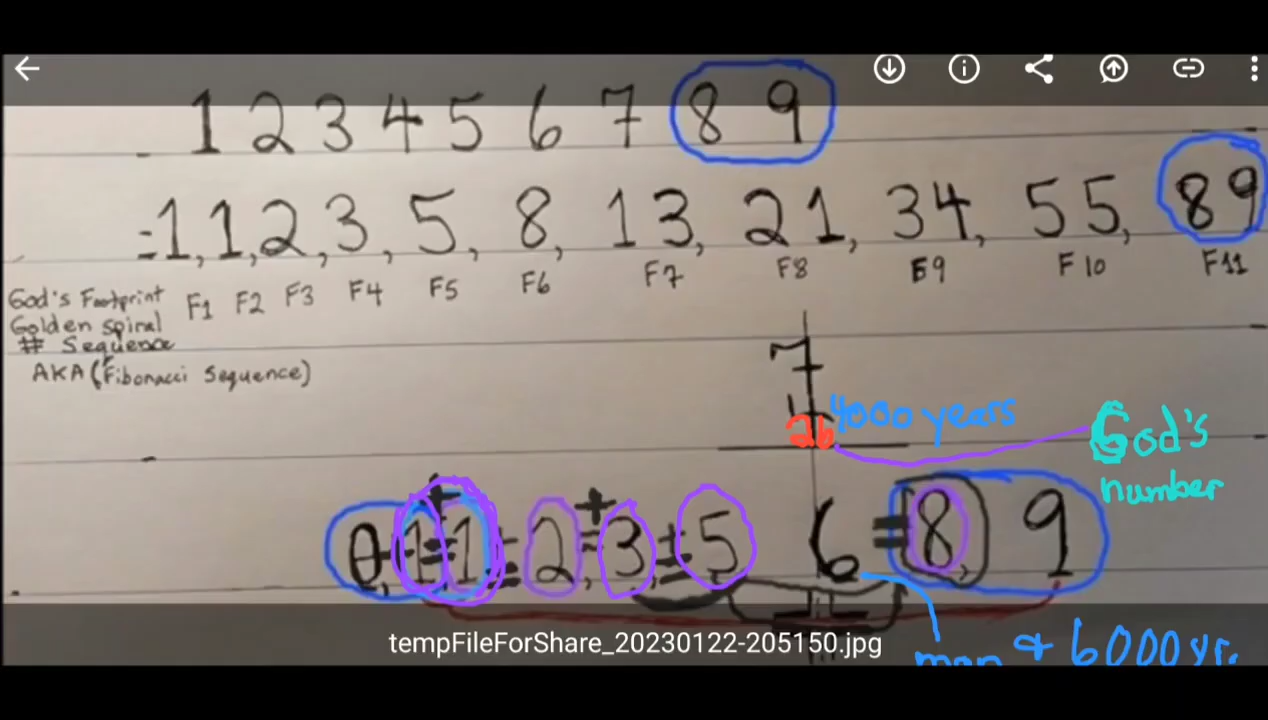 1 2 3 4 5 6 7 8 9
=1, 1, 2, 3, 5, 8, 13, 21, 34, 55, 89
F1 F2 F3 F4 F5 F6 F7 F8 F9 F10 F11
God's Footprint
Golden spiral
# Sequence
AKA (Fibonacci Sequence)
7
26 4000 years
God's
number
0, 1 = 1 = 2, = 3 ± 5 6 = 8, 9
man & 6000 yr.
tempFileForShare_20230122-205150.jpg